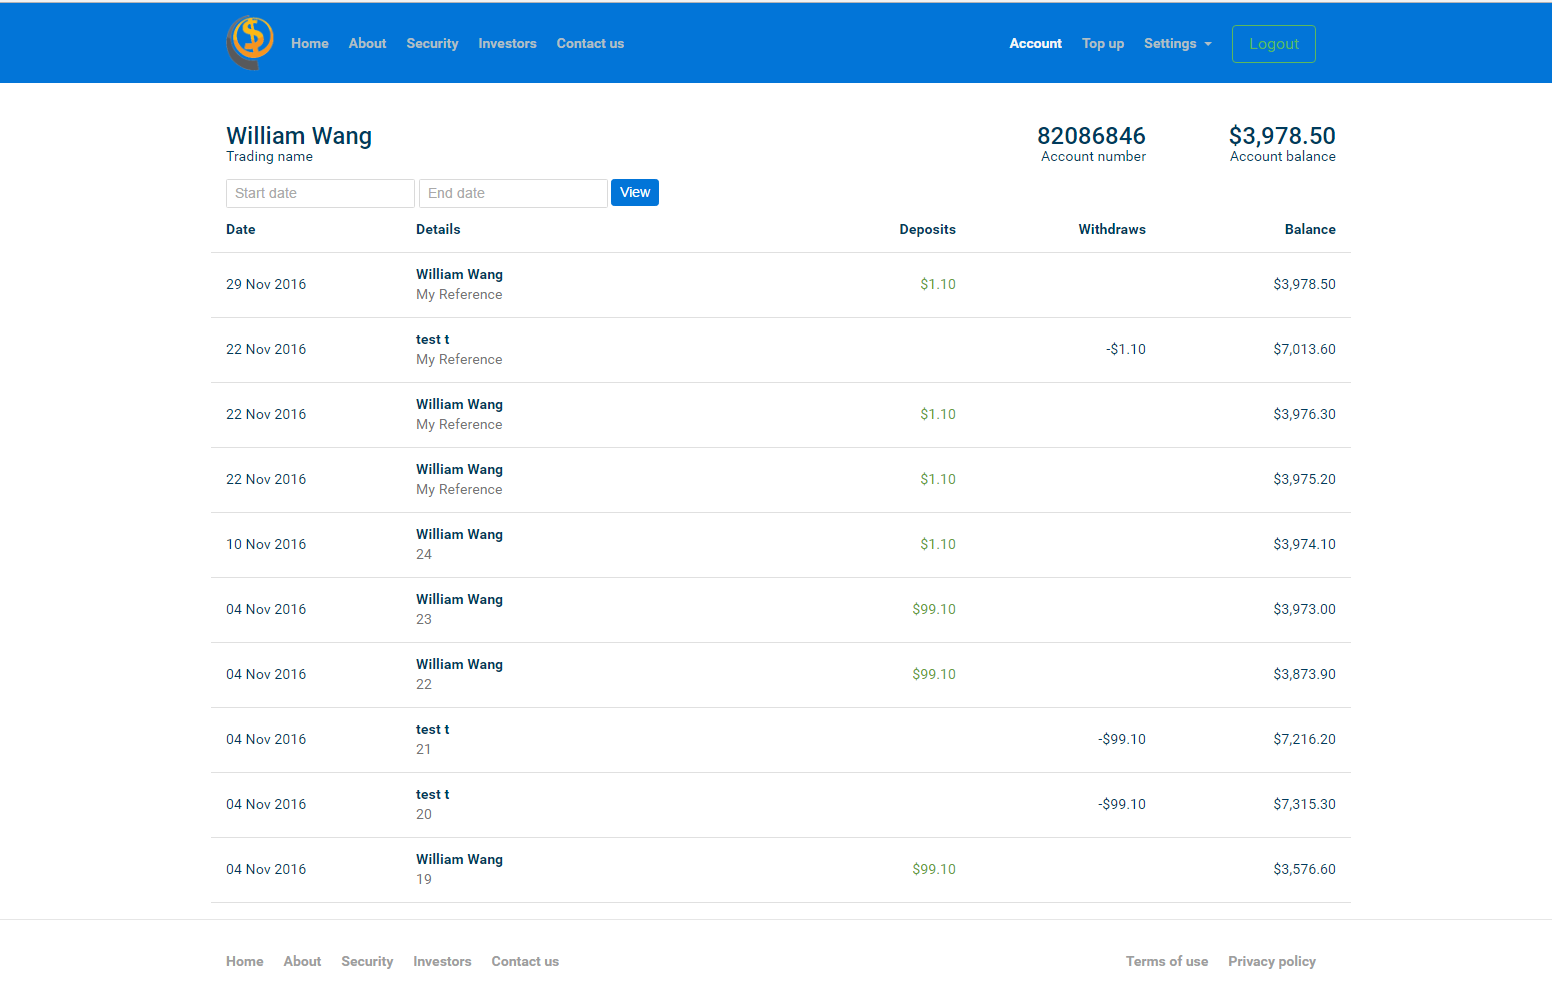 $
Home About Security Investors Contact us Account Top up Settings Logout
William Wang 82086846 $3,978.50
Trading name Account number Account balance
Start date End date View
Date Details Deposits Withdraws Balance
William Wang
29 Nov 2016 $1.10 $3,978.50
My Reference
test t
22 Nov 2016 -$1.10 $7,013.60
My Reference
William Wang
22 Nov 2016 $1.10 $3,976.30
My Reference
William Wang
22 Nov 2016 $1.10 $3,975.20
My Reference
William Wang
10 Nov 2016 $1.10 $3,974.10
24
William Wang
04 Nov 2016 $99.10 $3,973.00
23
William Wang
04 Nov 2016 $99.10 $3,873.90
22
test t
04 Nov 2016 -$99.10 $7,216.20
21
test t
04 Nov 2016 -$99.10 $7,315.30
20
William Wang
04 Nov 2016 $99.10 $3,576.60
19
Home About Security Investors Contact us Terms of use Privacy policy